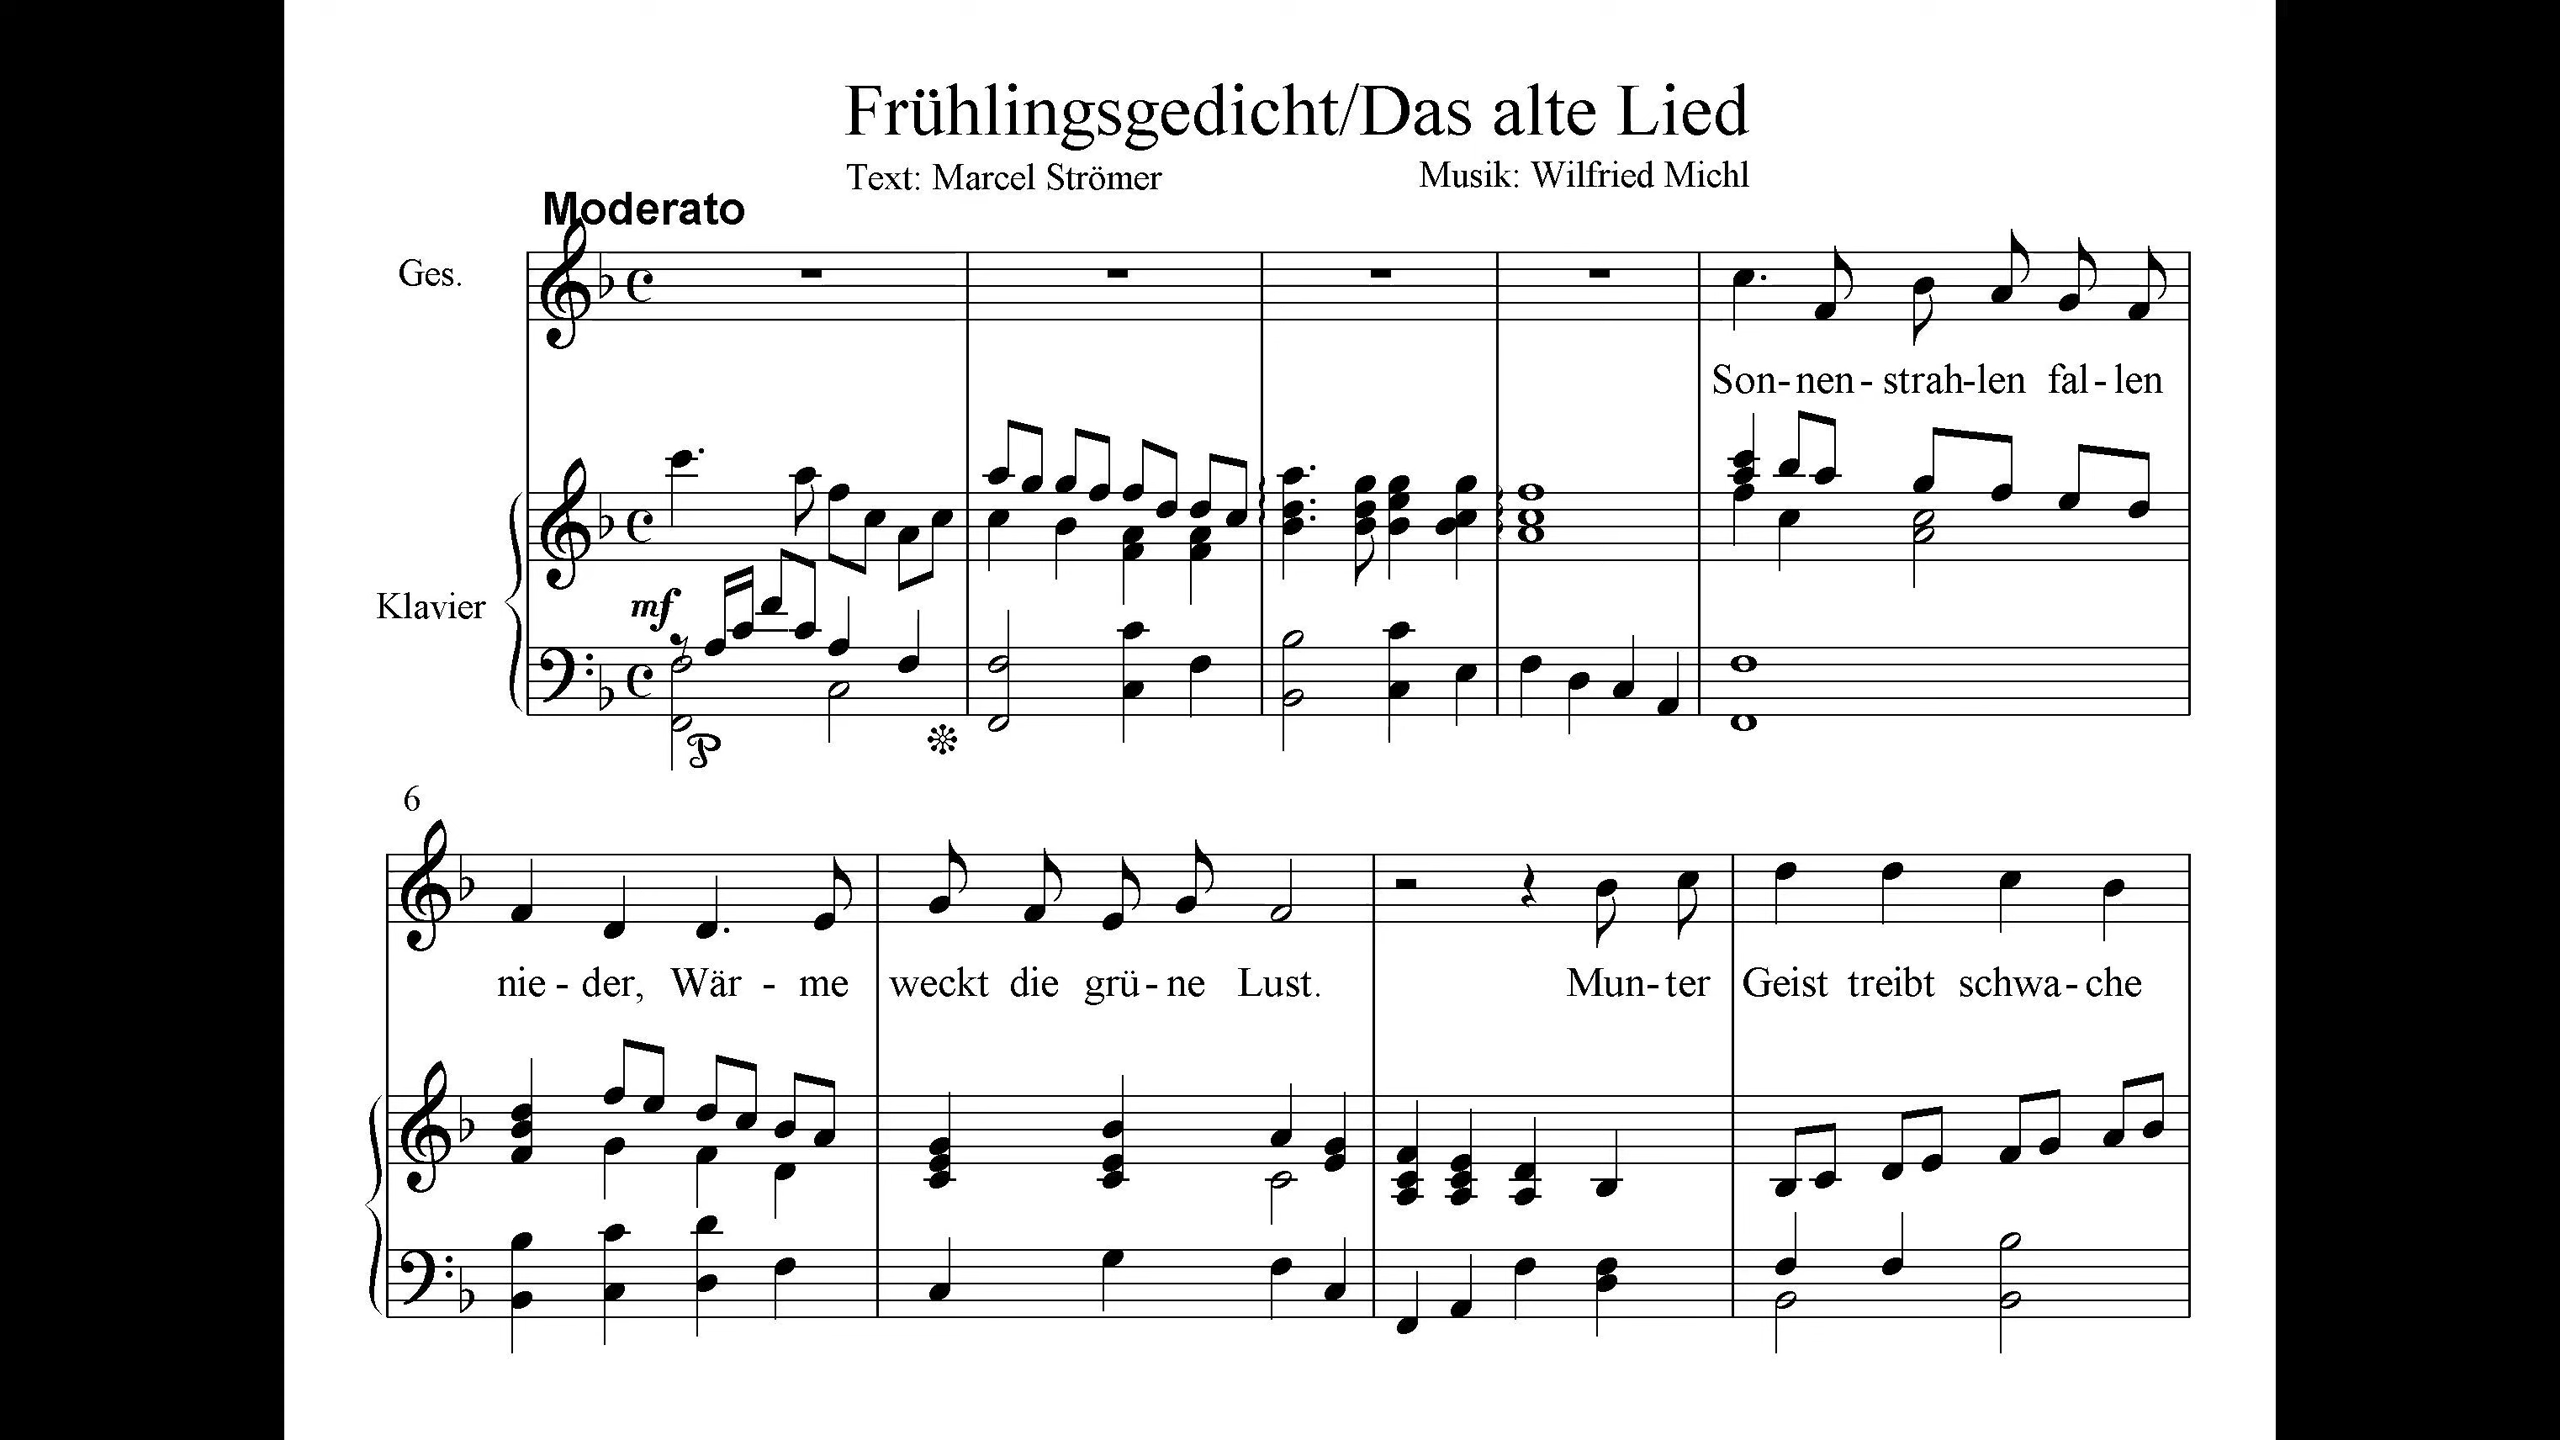 Frühlingsgedicht/Das alte Lied
Text: Marcel Strömer Musik: Wilfried Michl
Moderato
Ges.
Son-nen-strah-len fal-len
Klavier
mf
6
nie-der, Wär-me weckt die grü-ne Lust. Mun-ter Geist treibt schwa-che